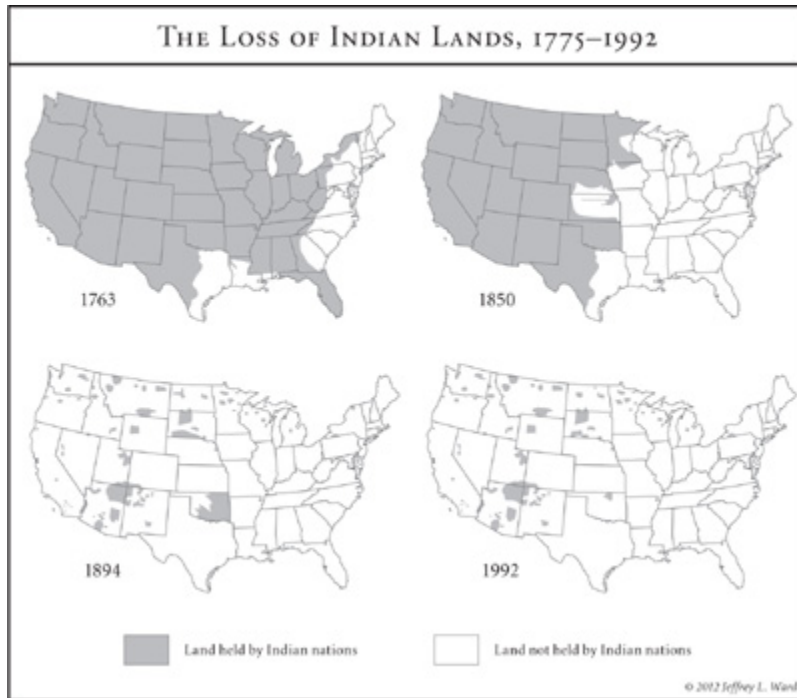 The Loss of Indian Lands, 1775–1992
1763
1850
1894
1992
Land held by Indian nations
Land not held by Indian nations
© 2012 Jeffrey L. Ward